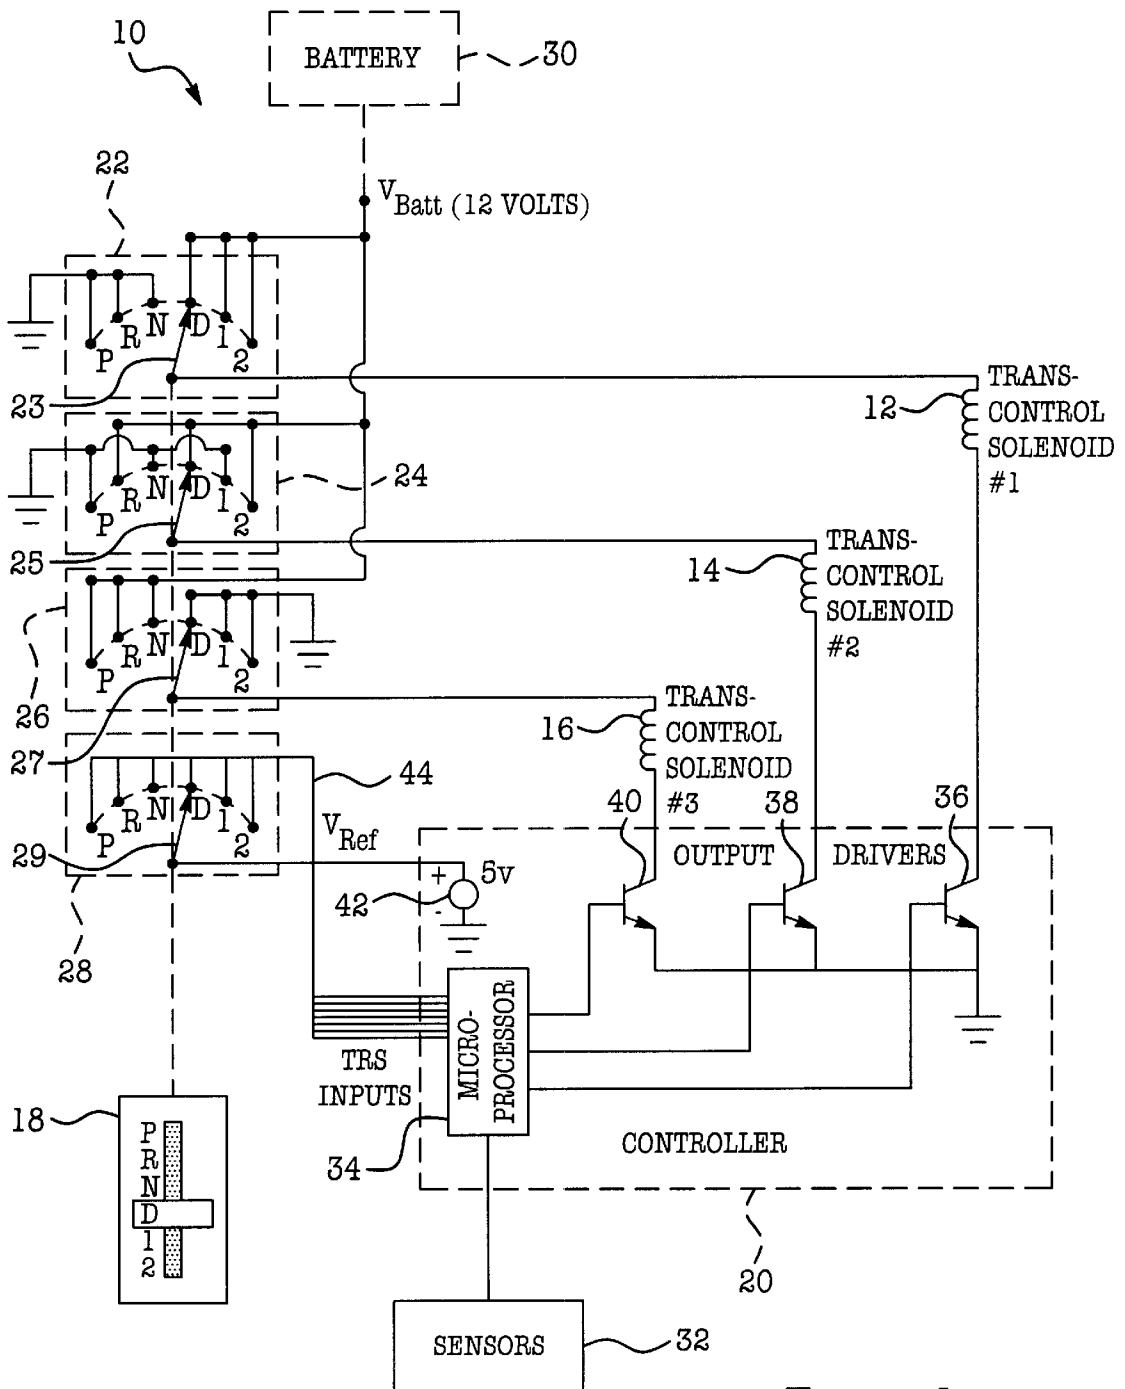 10
BATTERY
30
22
VBatt (12 VOLTS)
P R N D 1 2
23
12
TRANS-
CONTROL
SOLENOID
#1
24
P R N D 1 2
25
14
TRANS-
CONTROL
SOLENOID
#2
26
P R N D 1 2
27
16
TRANS-
CONTROL
SOLENOID
#3
44
40
38
36
P R N D 1 2
29
28
VRef
OUTPUT DRIVERS
+
5v
42
-
MICRO-
PROCESSOR
TRS
INPUTS
34
CONTROLLER
20
18
P
R
N
D
1
2
SENSORS
32